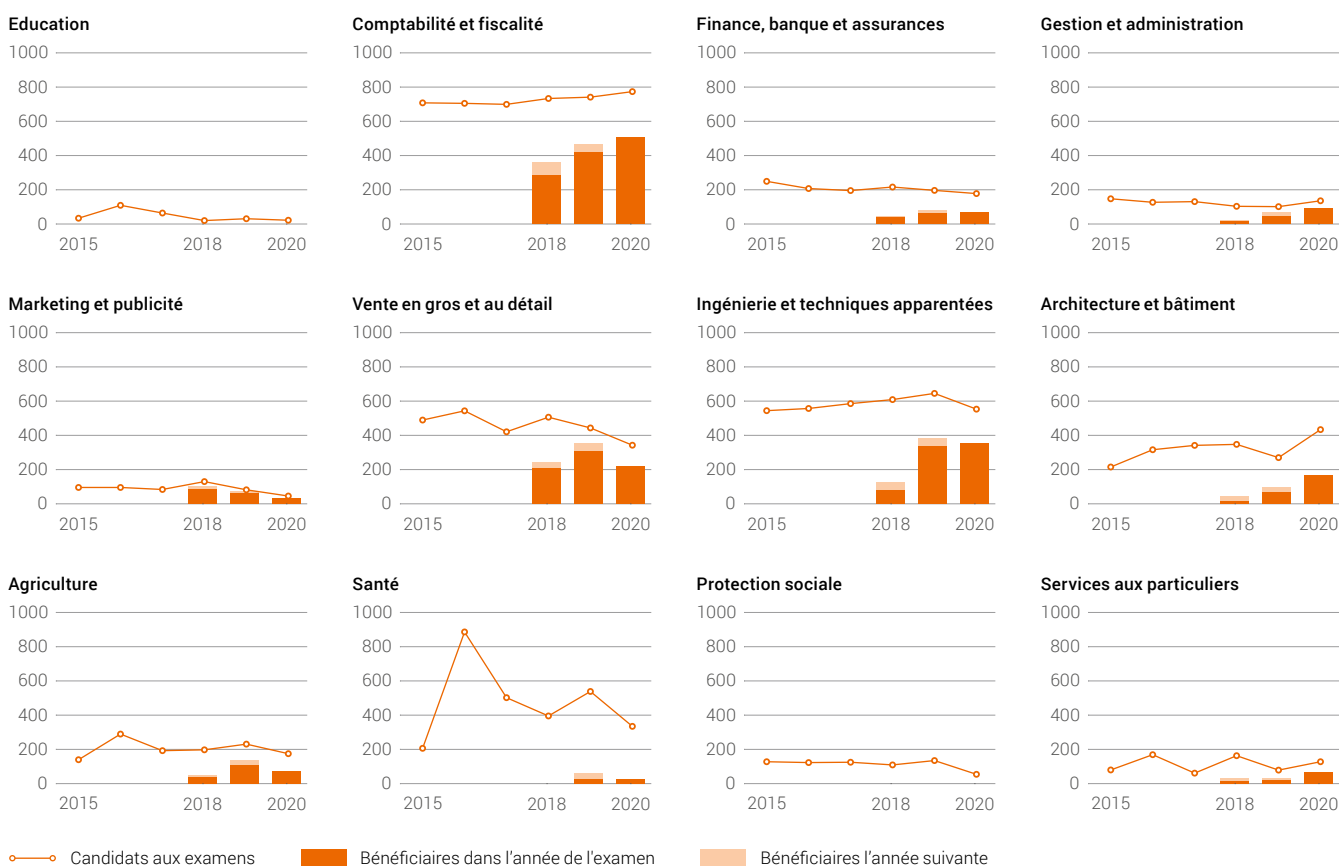 Education
1000
800
600
400
200
0
2015 2018 2020
Comptabilité et fiscalité
1000
800
600
400
200
0
2015 2018 2020
Finance, banque et assurances
1000
800
600
400
200
0
2015 2018 2020
Gestion et administration
1000
800
600
400
200
0
2015 2018 2020
Marketing et publicité
1000
800
600
400
200
0
2015 2018 2020
Vente en gros et au détail
1000
800
600
400
200
0
2015 2018 2020
Ingénierie et techniques apparentées
1000
800
600
400
200
0
2015 2018 2020
Architecture et bâtiment
1000
800
600
400
200
0
2015 2018 2020
Agriculture
1000
800
600
400
200
0
2015 2018 2020
Santé
1000
800
600
400
200
0
2015 2018 2020
Protection sociale
1000
800
600
400
200
0
2015 2018 2020
Services aux particuliers
1000
800
600
400
200
0
2015 2018 2020
Candidats aux examens Bénéficiaires dans l'année de l'examen Bénéficiaires l'année suivante